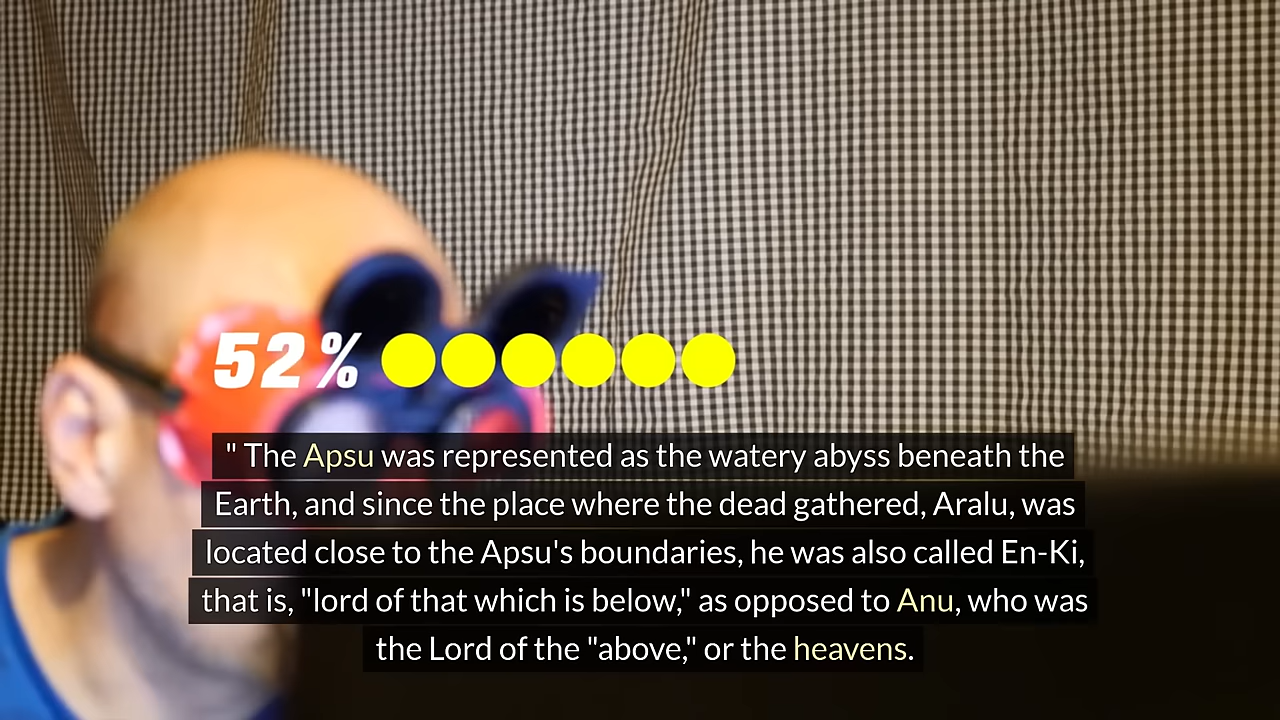 52%
" The Apsu was represented as the watery abyss beneath the
Earth, and since the place where the dead gathered, Aralu, was
located close to the Apsu's boundaries, he was also called En-Ki,
that is, "lord of that which is below," as opposed to Anu, who was
the Lord of the "above," or the heavens.